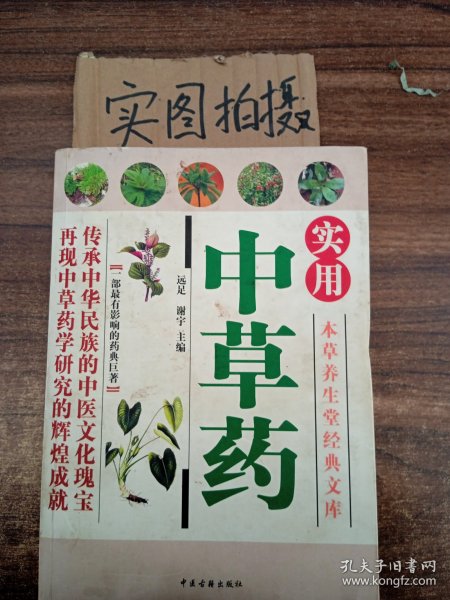 实图拍摄
实用
中草药
本草养生堂经典文库
远足 谢宇 主编
【一部最有影响的药典巨著】
传承中华民族的中医文化瑰宝
再现中草药学研究的辉煌成就
中医古籍出版社
孔夫子旧书网
www.kongfz.com